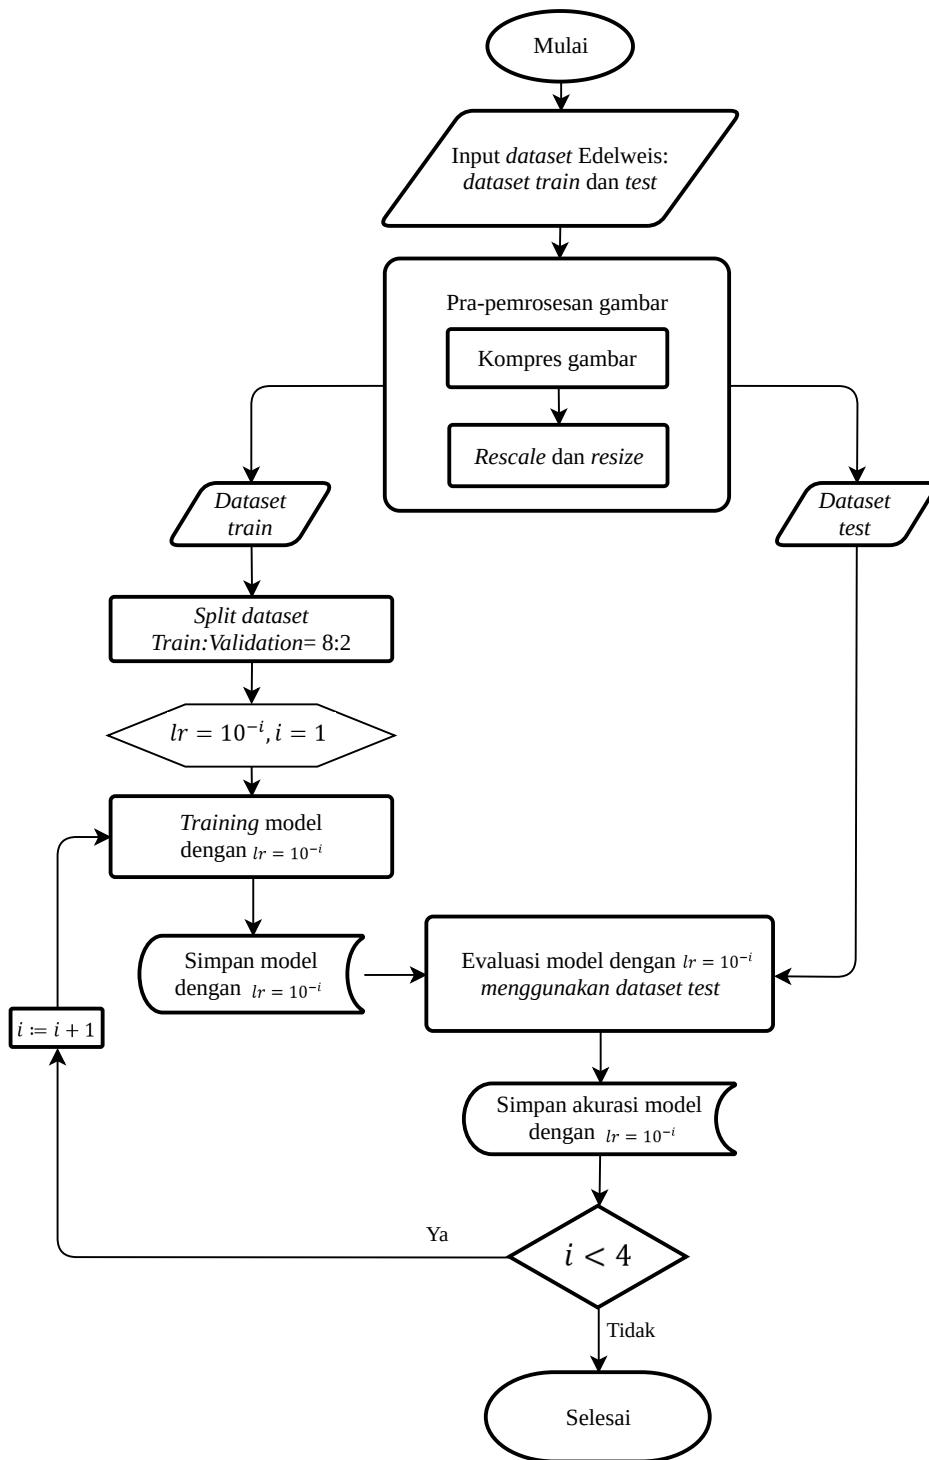 Mulai
Input dataset Edelweis:
dataset train dan test
Pra-pemrosesan gambar
Kompres gambar
Rescale dan resize
Dataset
train
Dataset
test
Split dataset
Train:Validation= 8:2
lr = 10⁻ⁱ, i = 1
Training model
dengan lr = 10⁻ⁱ
Simpan model
dengan lr = 10⁻ⁱ
Evaluasi model dengan lr = 10⁻ⁱ
menggunakan dataset test
i := i + 1
Simpan akurasi model
dengan lr = 10⁻ⁱ
Ya
i < 4
Tidak
Selesai